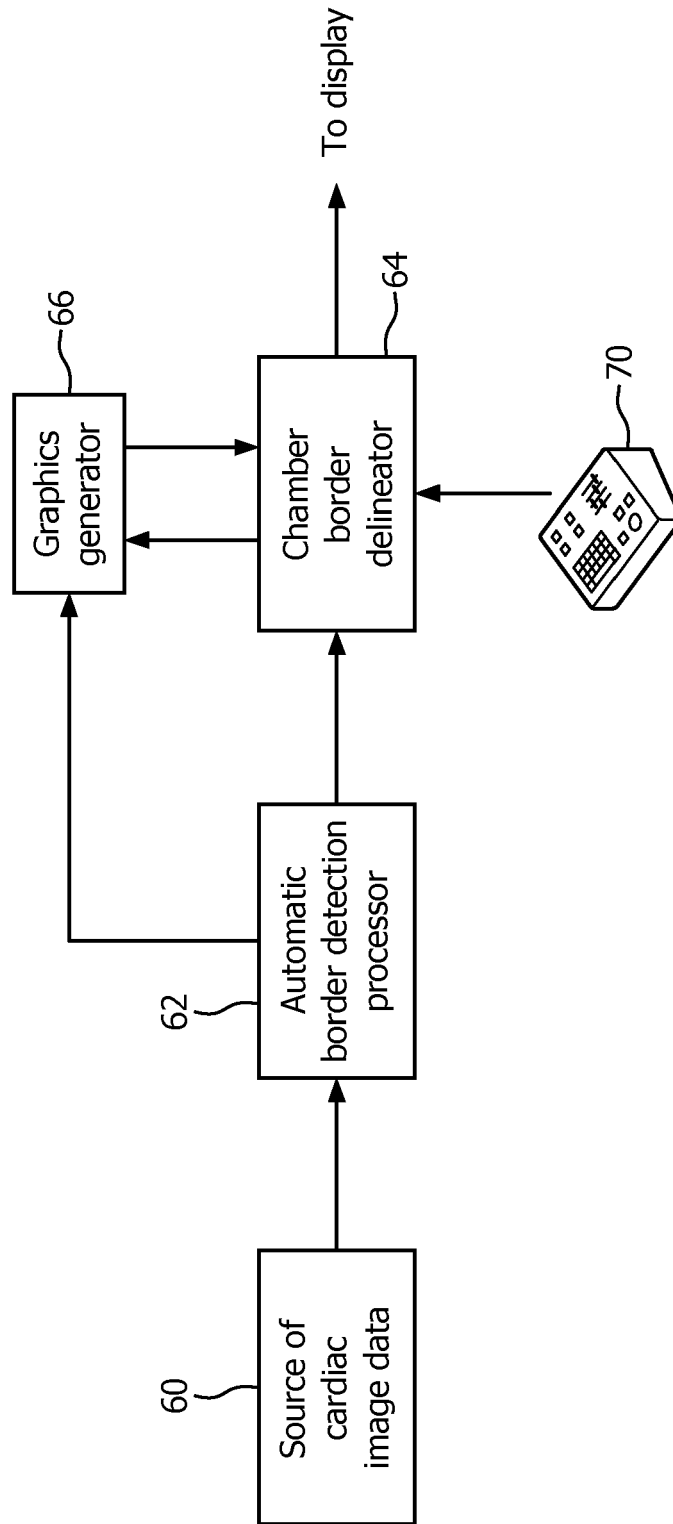 60
Source of
cardiac
image data
62
Automatic
border detection
processor
66
Graphics
generator
64
Chamber
border
delineator
To display
70